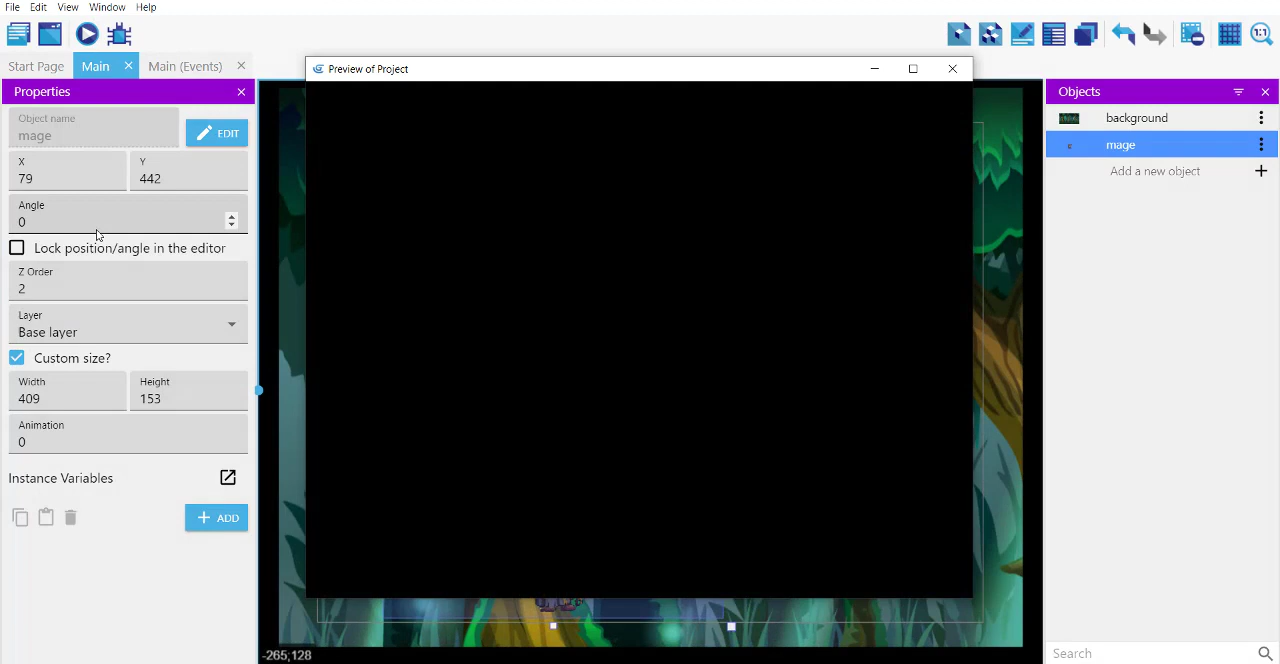 File Edit View Window Help
1:1
Start Page Main Main (Events)
Preview of Project
Properties
Objects
Object name
mage
EDIT
background
mage
Add a new object
X
79
Y
442
Angle
0
Lock position/angle in the editor
Z Order
2
Layer
Base layer
Custom size?
Width
409
Height
153
Animation
0
Instance Variables
ADD
-265;128
Search